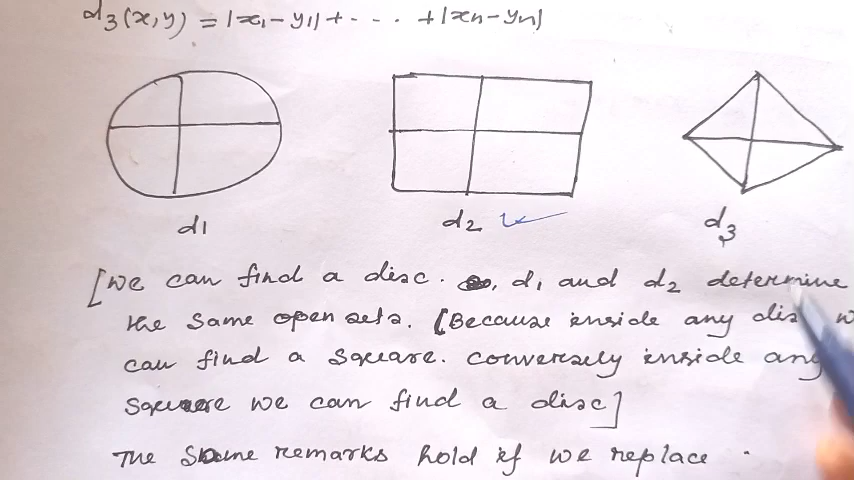 d3(x,y) = |x1-y1| + - - - + |xn-yn|
d1 d2 d3
[We can find a disc. d1 and d2 determine
the same open sets. [Because inside any
can find a square. conversely inside any
square we can find a disc]
The same remarks hold if we replace